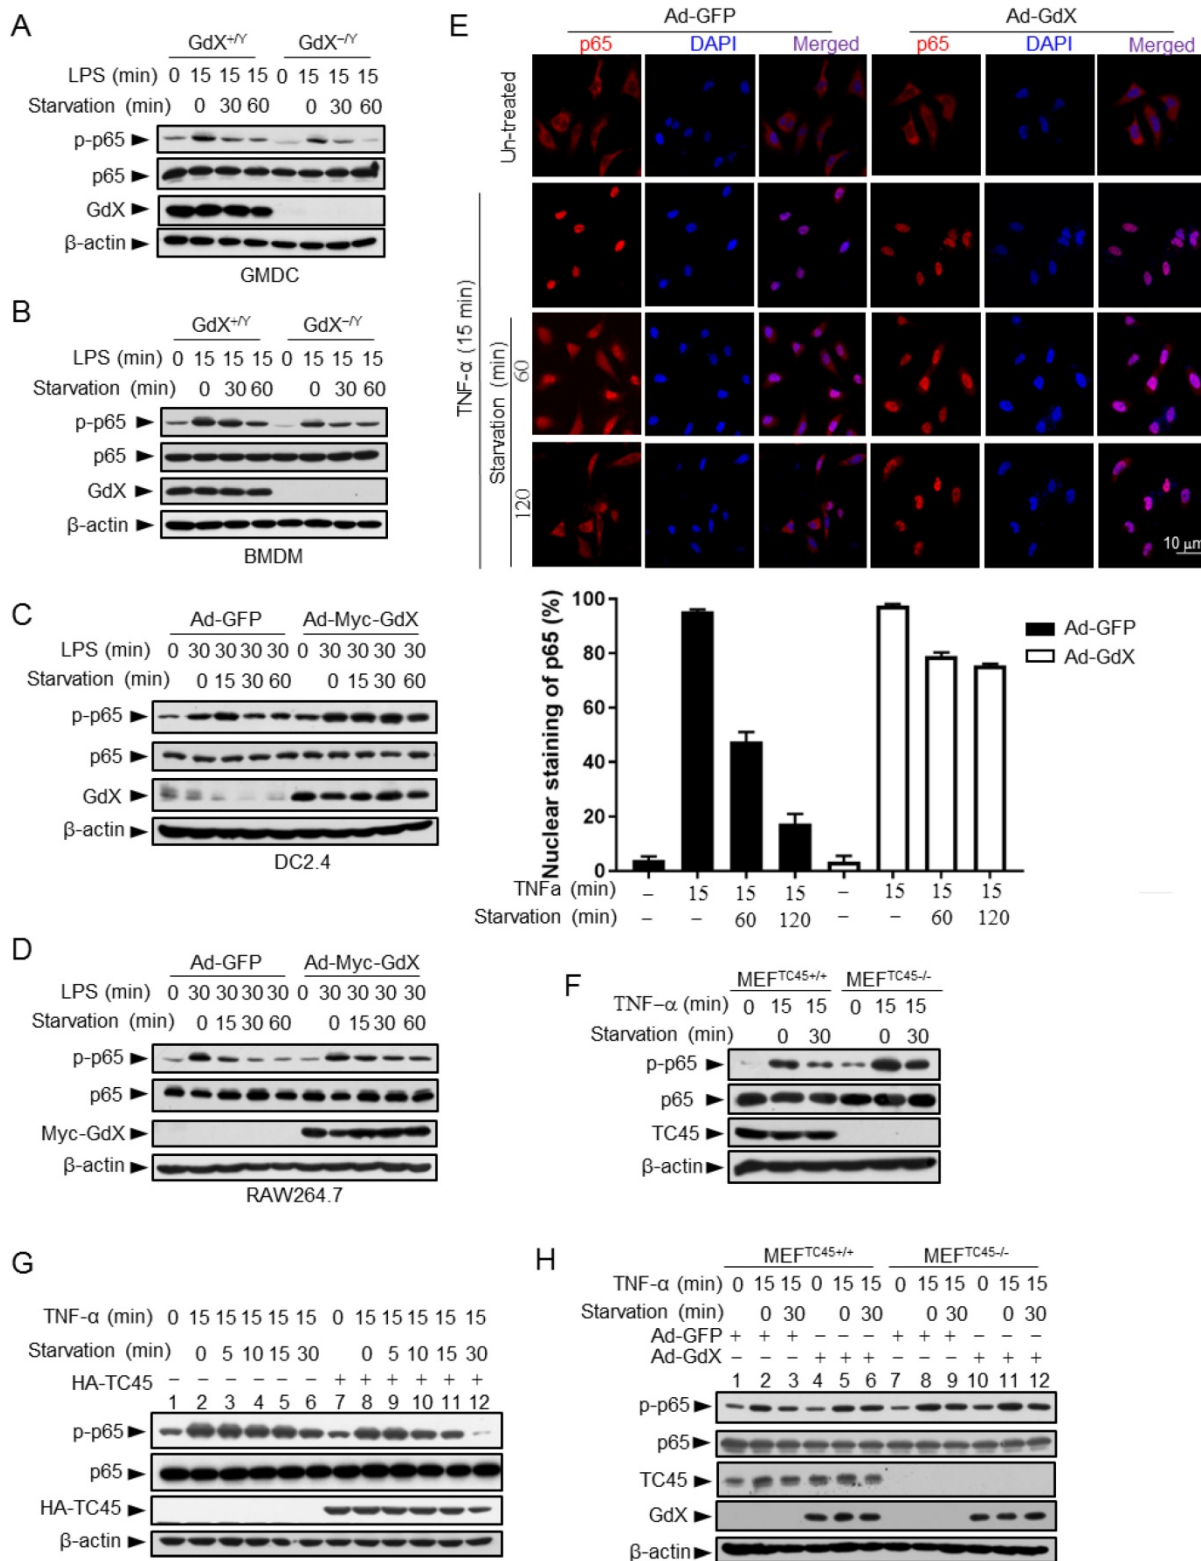 A
GdX+/Y GdX−/Y
LPS (min) 0 15 15 15 0 15 15 15
Starvation (min) 0 30 60 0 30 60
p-p65
p65
GdX
β-actin
GMDC
B
GdX+/Y GdX−/Y
LPS (min) 0 15 15 15 0 15 15 15
Starvation (min) 0 30 60 0 30 60
p-p65
p65
GdX
β-actin
BMDM
C
Ad-GFP Ad-Myc-GdX
LPS (min) 0 30 30 30 30 0 30 30 30 30
Starvation (min) 0 15 30 60 0 15 30 60
p-p65
p65
GdX
β-actin
DC2.4
D
Ad-GFP Ad-Myc-GdX
LPS (min) 0 30 30 30 30 0 30 30 30 30
Starvation (min) 0 15 30 60 0 15 30 60
p-p65
p65
Myc-GdX
β-actin
RAW264.7
E
Ad-GFP Ad-GdX
p65 DAPI Merged p65 DAPI Merged
Un-treated
TNF-α (15 min)
Starvation (min)
60
120
10 μm
Nuclear staining of p65 (%)
100
80
60
40
20
0
Ad-GFP
Ad-GdX
TNFa (min) – 15 15 15 – 15 15 15
Starvation (min) – – 60 120 – – 60 120
F
MEFTC45+/+ MEFTC45-/-
TNF-α (min) 0 15 15 0 15 15
Starvation (min) 0 30 0 30
p-p65
p65
TC45
β-actin
G
TNF-α (min) 0 15 15 15 15 15 0 15 15 15 15 15
Starvation (min) 0 5 10 15 30 0 5 10 15 30
HA-TC45 – – – – – – + + + + + +
1 2 3 4 5 6 7 8 9 10 11 12
p-p65
p65
HA-TC45
β-actin
H
MEFTC45+/+ MEFTC45-/-
TNF-α (min) 0 15 15 0 15 15 0 15 15 0 15 15
Starvation (min) 0 30 0 30 0 30 0 30
Ad-GFP + + + – – – + + + – – –
Ad-GdX – – – + + + – – – + + +
1 2 3 4 5 6 7 8 9 10 11 12
p-p65
p65
TC45
GdX
β-actin